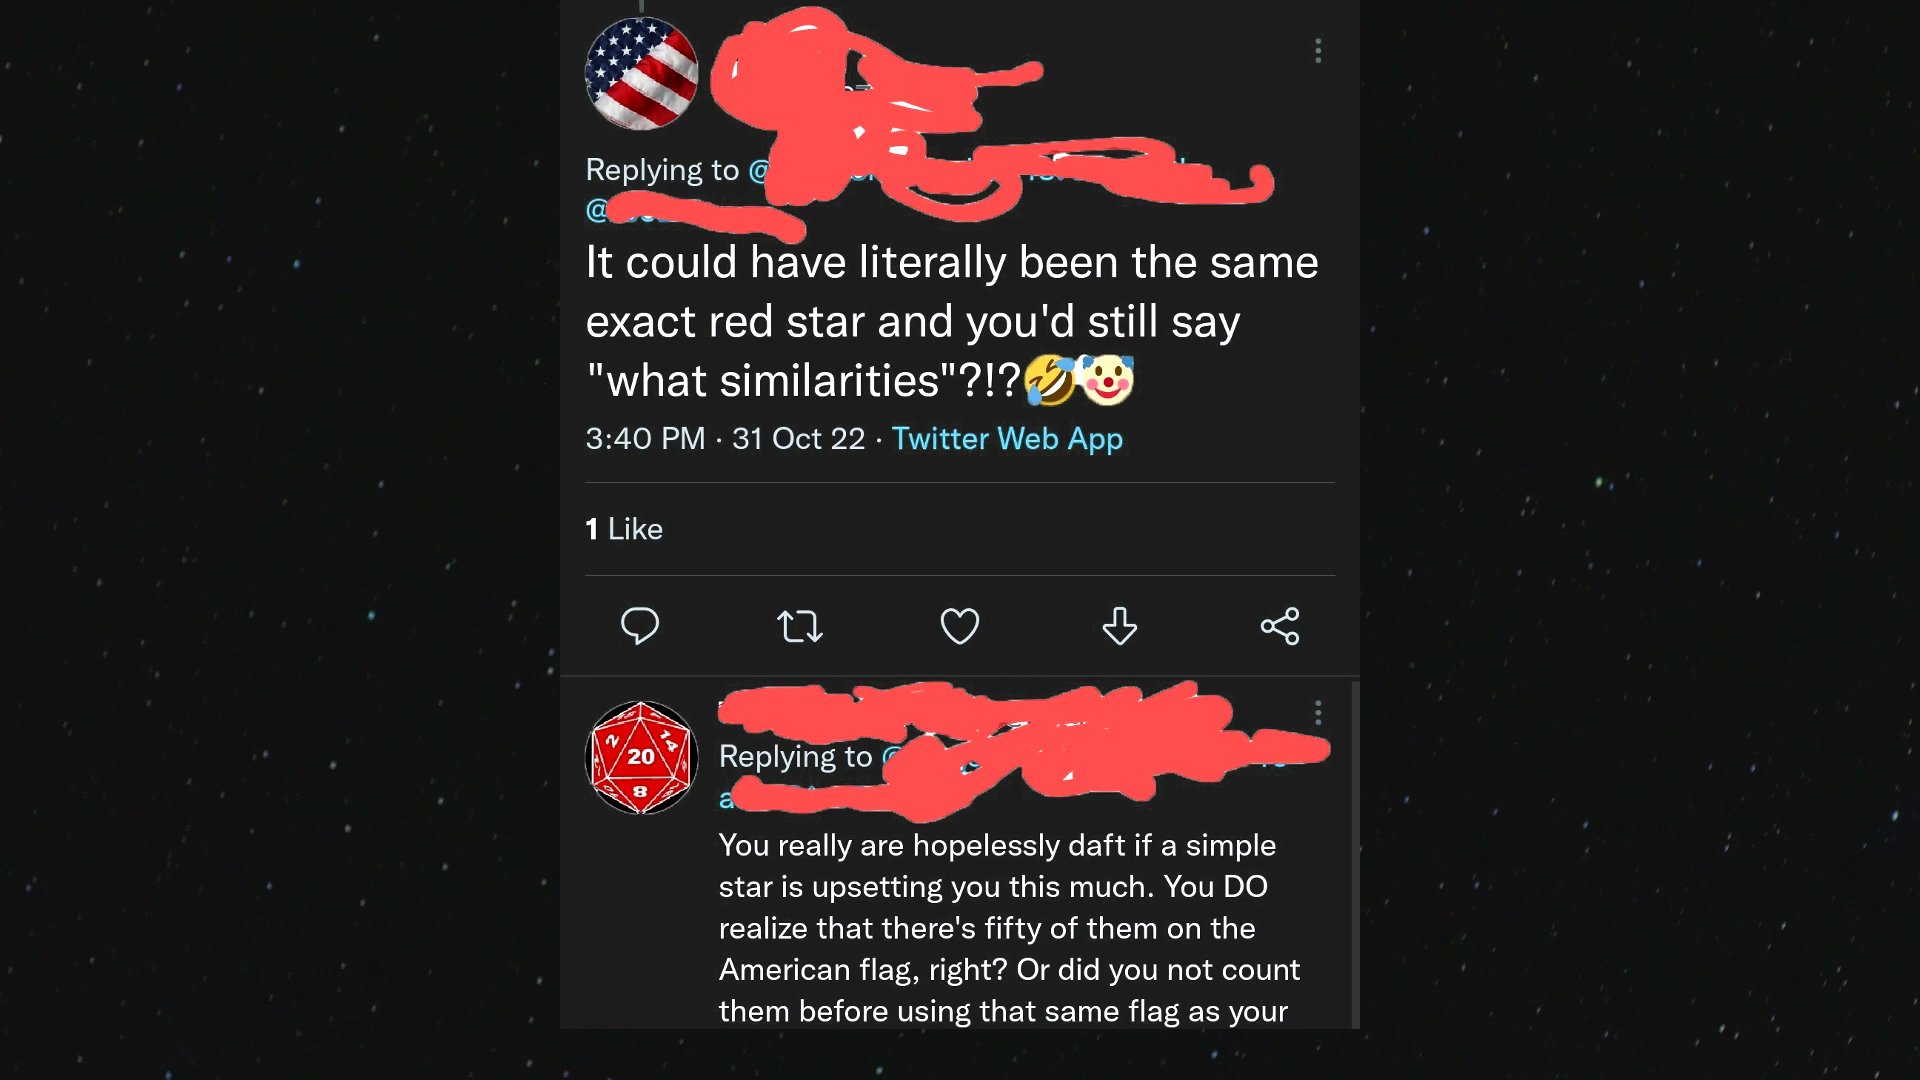 Replying to @
@
It could have literally been the same
exact red star and you'd still say
"what similarities"?!?🤣🤡
3:40 PM · 31 Oct 22 · Twitter Web App
1 Like
2
14
20
8
Replying to @
a
You really are hopelessly daft if a simple
star is upsetting you this much. You DO
realize that there's fifty of them on the
American flag, right? Or did you not count
them before using that same flag as your